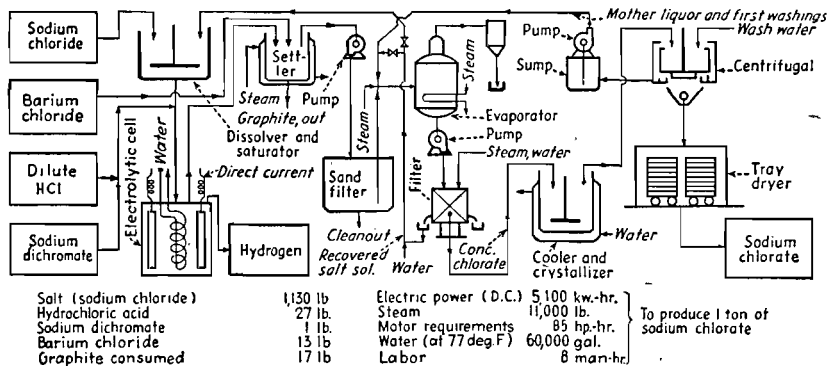 Mother liquor and first washings
Wash water
Sodium
chloride
Settler
Pump
Pump
Sump
Centrifugal
Steam
Barium
chloride
Steam
Graphite, out
Pump
Dissolver and
saturator
Steam
Evaporator
Pump
Steam, water
Dilute
HCl
Electrolytic cell
Water
Direct current
Sand
filter
Filter
Tray
dryer
Sodium
dichromate
Hydrogen
Cleanout
Recovered
salt sol.
Water
Conc.
chlorate
Water
Cooler and
crystallizer
Sodium
chlorate
Salt (sodium chloride) 1,130 lb
Hydrochloric acid 27 lb.
Sodium dichromate 1 lb.
Barium chloride 13 lb
Graphite consumed 17 lb
Electric power (D.C.) 5,100 kw.-hr.
Steam 11,000 lb.
Motor requirements 85 hp.-hr.
Water (at 77 deg. F) 60,000 gal.
Labor 8 man-hr.
To produce 1 ton of
sodium chlorate